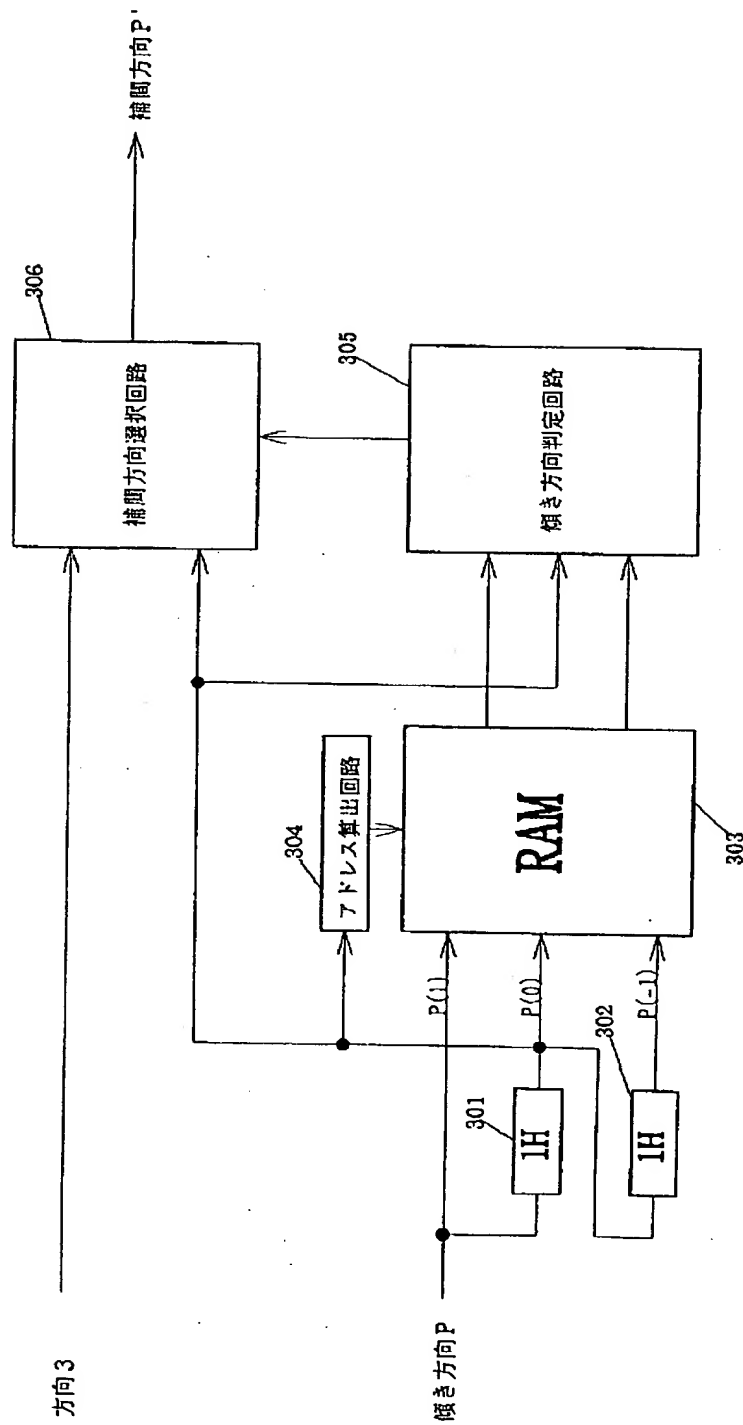 方向3
補間方向P'
306
補間方向選択回路
305
傾き方向判定回路
304
アドレス算出回路
RAM
303
P(1)
P(0)
P(-1)
301
1H
302
1H
傾き方向P